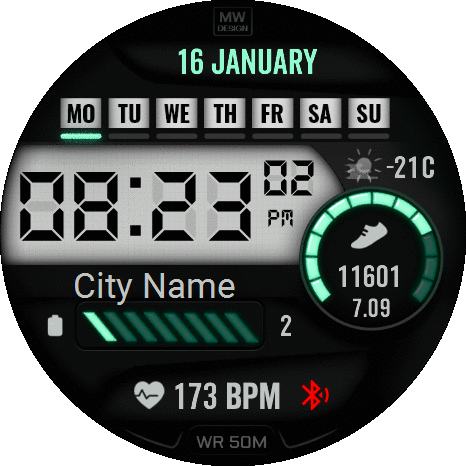 MW
DESIGN
16 JANUARY
MO TU WE TH FR SA SU
08:23 02
PM
-21C
11601
7.09
City Name
2
173 BPM
WR 50M